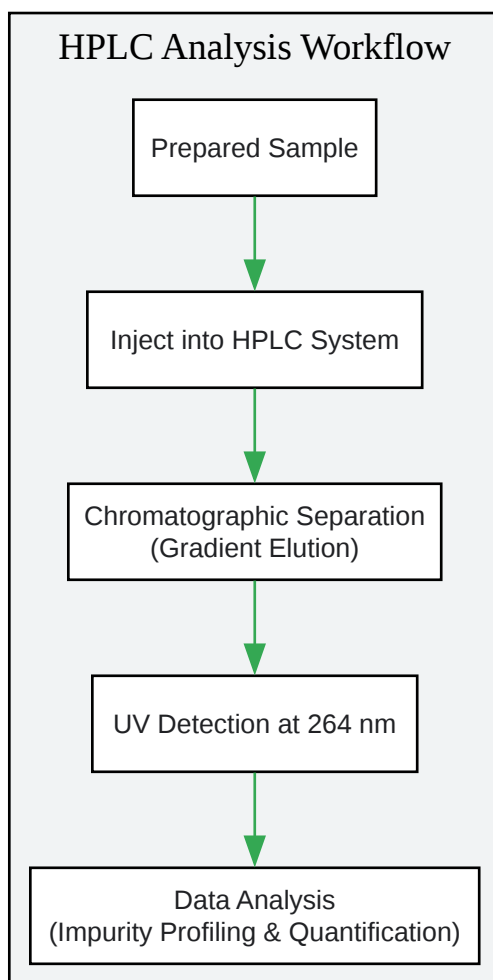 HPLC Analysis Workflow
Prepared Sample
Inject into HPLC System
Chromatographic Separation
(Gradient Elution)
UV Detection at 264 nm
Data Analysis
(Impurity Profiling & Quantification)